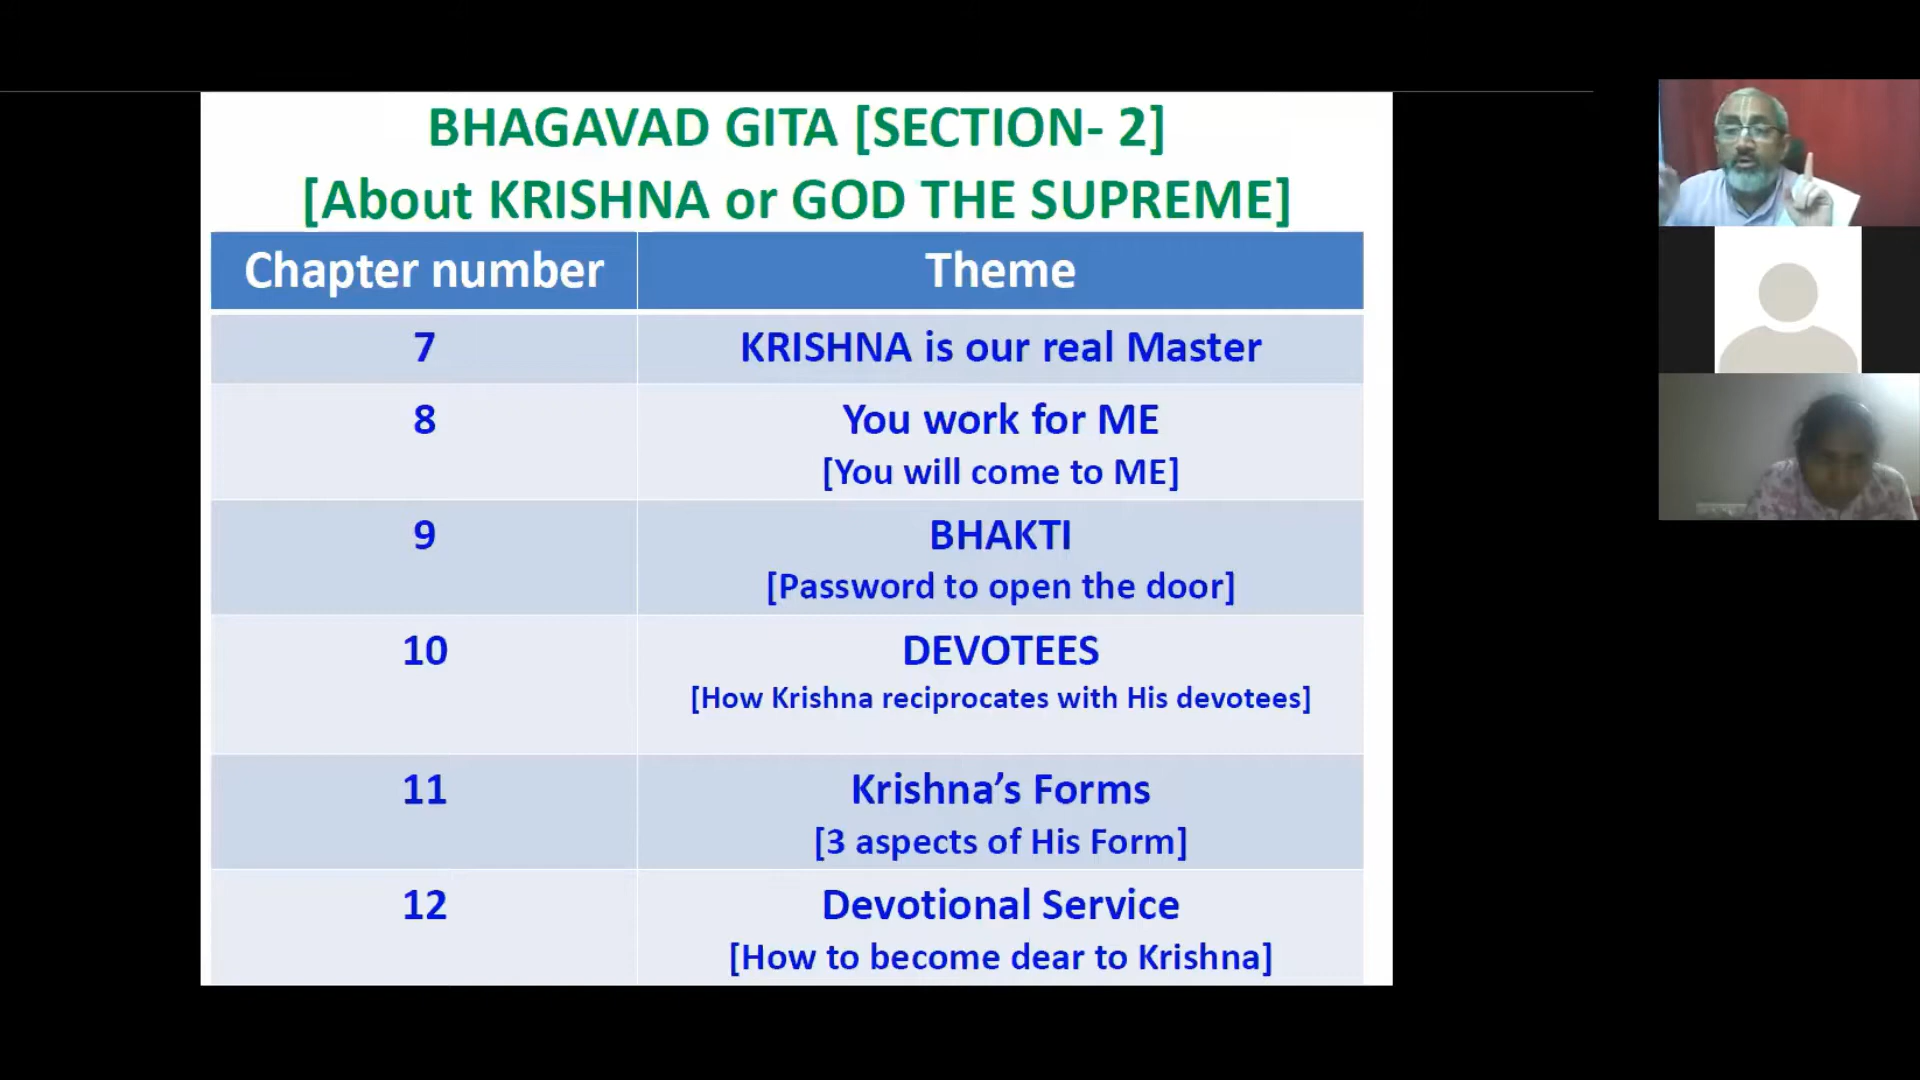 BHAGAVAD GITA [SECTION- 2]
[About KRISHNA or GOD THE SUPREME]
Chapter number Theme
7 KRISHNA is our real Master
8 You work for ME
[You will come to ME]
9 BHAKTI
[Password to open the door]
10 DEVOTEES
[How Krishna reciprocates with His devotees]
11 Krishna’s Forms
[3 aspects of His Form]
12 Devotional Service
[How to become dear to Krishna]